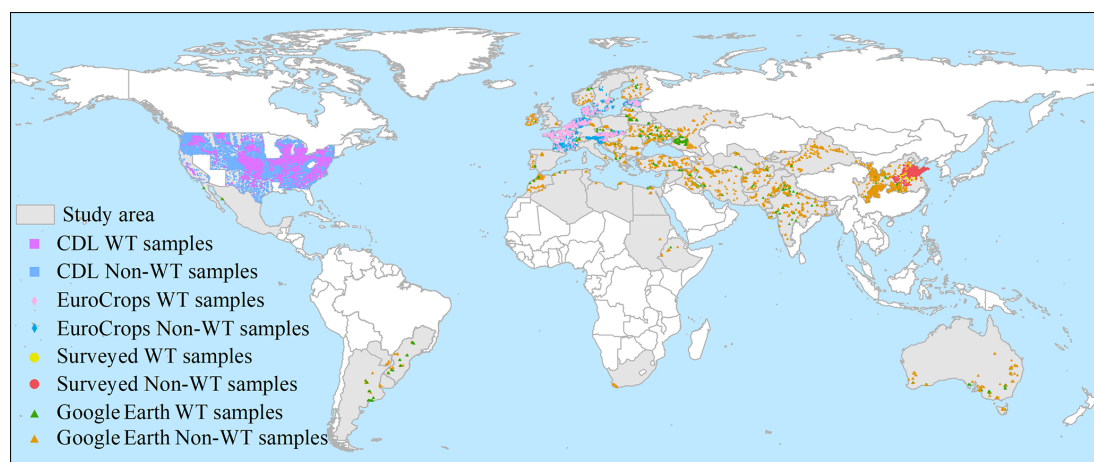 Study area
CDL WT samples
CDL Non-WT samples
EuroCrops WT samples
EuroCrops Non-WT samples
Surveyed WT samples
Surveyed Non-WT samples
Google Earth WT samples
Google Earth Non-WT samples